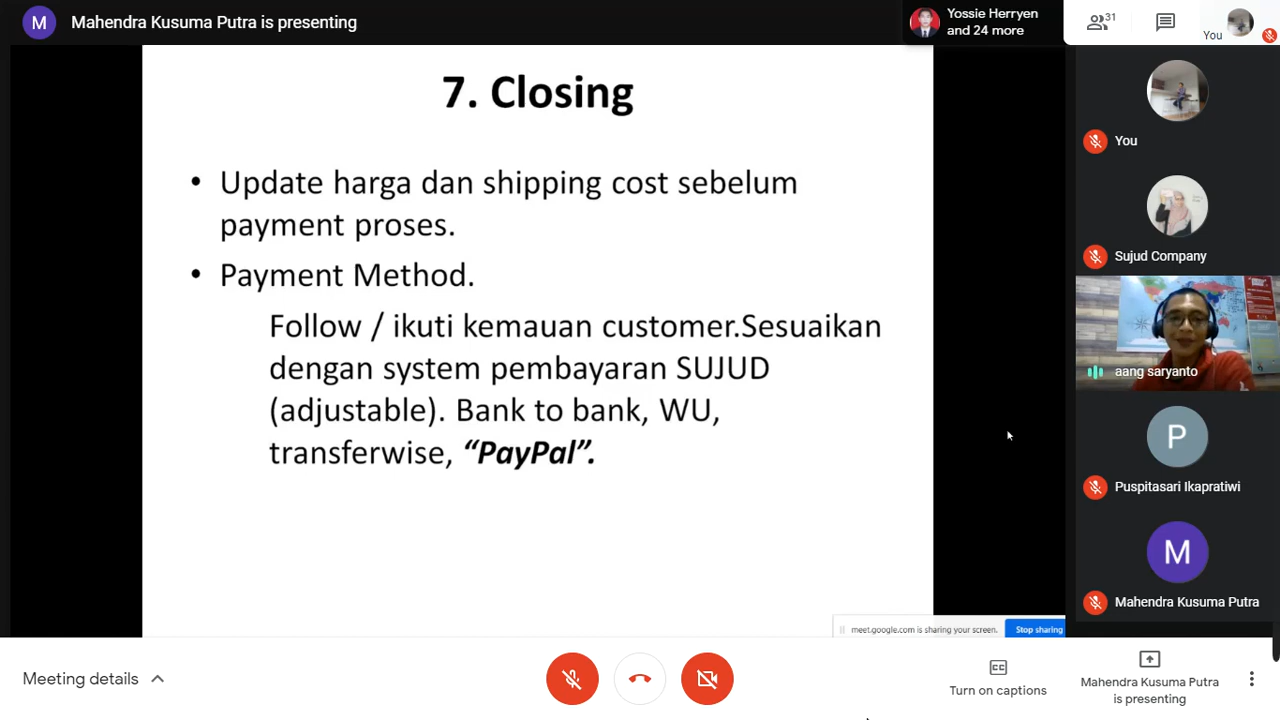 M
Mahendra Kusuma Putra is presenting
Yossie Herryen
and 24 more
31
You
7. Closing
• Update harga dan shipping cost sebelum
payment proses.
• Payment Method.
Follow / ikuti kemauan customer.Sesuaikan
dengan system pembayaran SUJUD
(adjustable). Bank to bank, WU,
transferwise, “PayPal”.
You
Sujud Company
aang saryanto
P
Puspitasari Ikapratiwi
M
Mahendra Kusuma Putra
meet.google.com is sharing your screen.
Stop sharing
Meeting details
CC
Turn on captions
Mahendra Kusuma Putra
is presenting